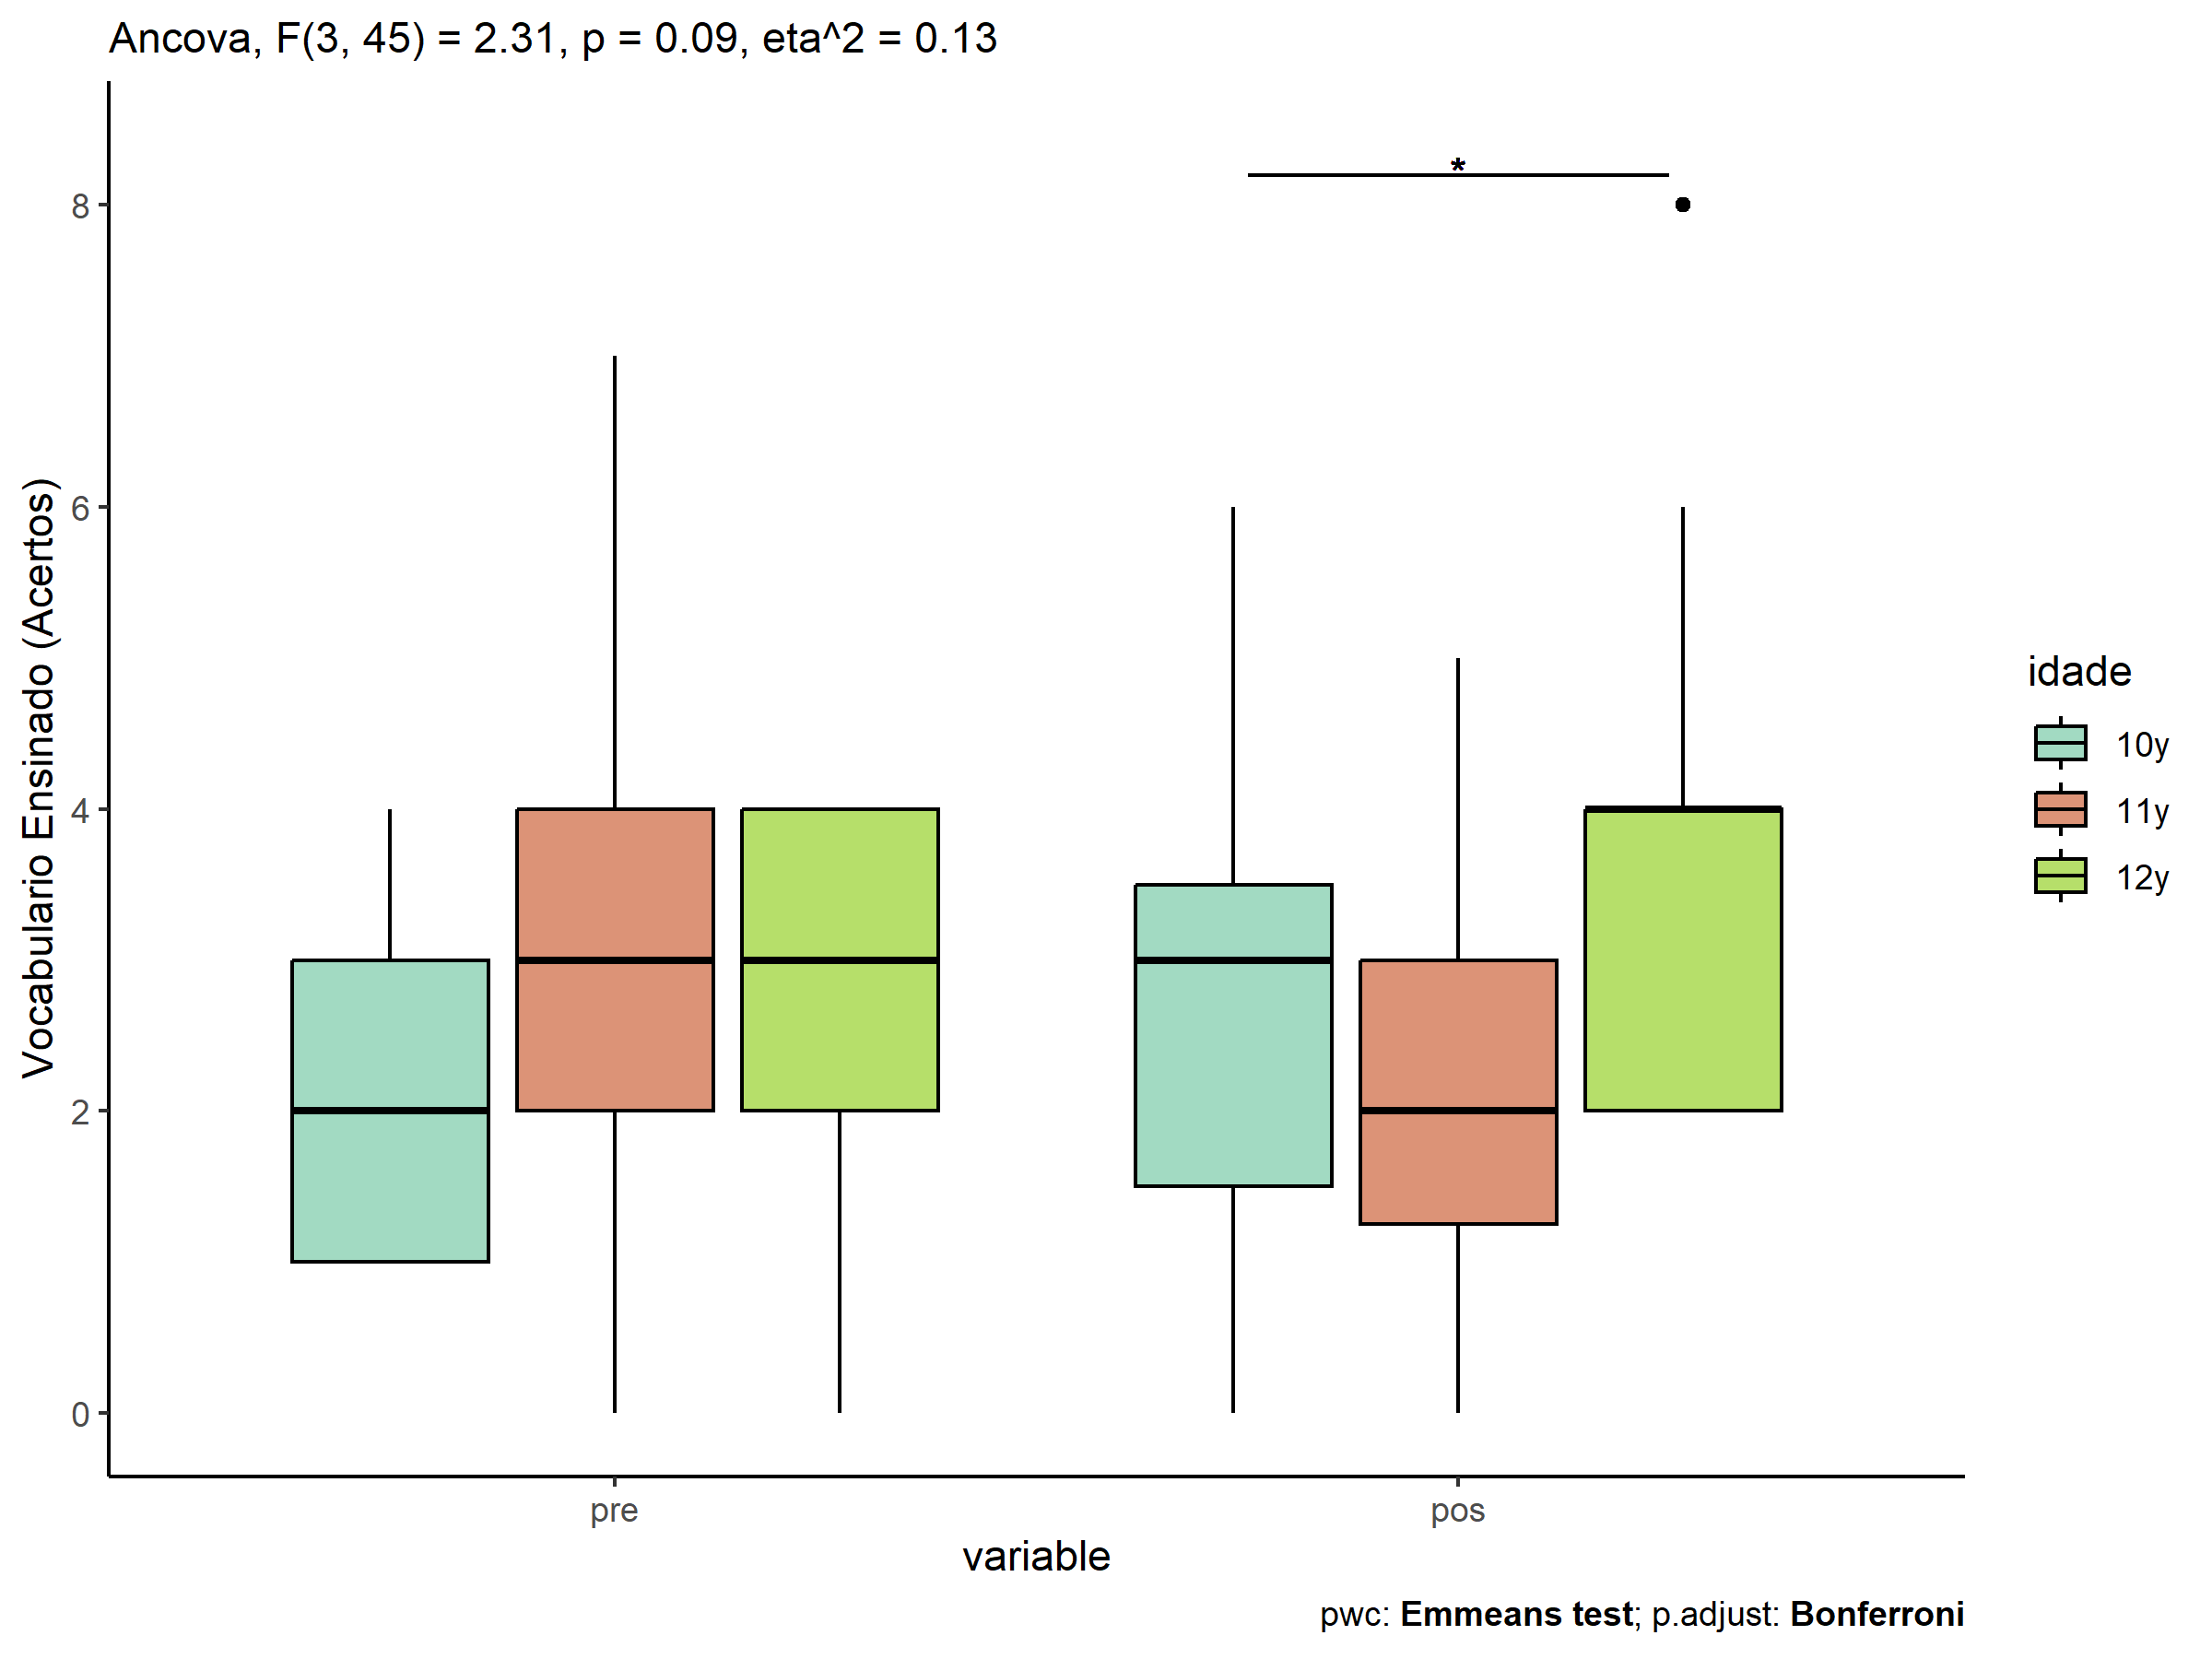 Ancova, F(3, 45) = 2.31, p = 0.09, eta^2 = 0.13
Vocabulario Ensinado (Acertos)
8
6
4
2
0
*
pre
pos
variable
idade
10y
11y
12y
pwc: Emmeans test; p.adjust: Bonferroni